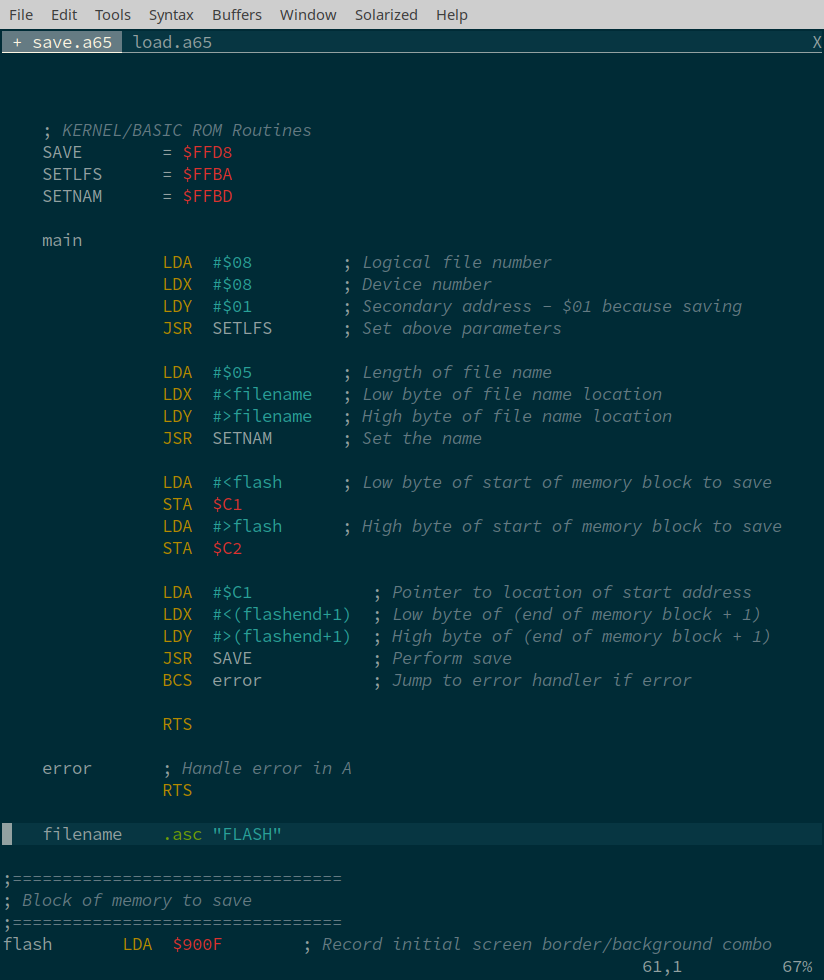 File Edit Tools Syntax Buffers Window Solarized Help
+ save.a65 load.a65 X
; KERNEL/BASIC ROM Routines
SAVE = $FFD8
SETLFS = $FFBA
SETNAM = $FFBD
main
LDA #$08 ; Logical file number
LDX #$08 ; Device number
LDY #$01 ; Secondary address - $01 because saving
JSR SETLFS ; Set above parameters
LDA #$05 ; Length of file name
LDX #<filename ; Low byte of file name location
LDY #>filename ; High byte of file name location
JSR SETNAM ; Set the name
LDA #<flash ; Low byte of start of memory block to save
STA $C1
LDA #>flash ; High byte of start of memory block to save
STA $C2
LDA #$C1 ; Pointer to location of start address
LDX #<(flashend+1) ; Low byte of (end of memory block + 1)
LDY #>(flashend+1) ; High byte of (end of memory block + 1)
JSR SAVE ; Perform save
BCS error ; Jump to error handler if error
RTS
error ; Handle error in A
RTS
filename .asc "FLASH"
;=================================
; Block of memory to save
;=================================
flash LDA $900F ; Record initial screen border/background combo
61,1 67%